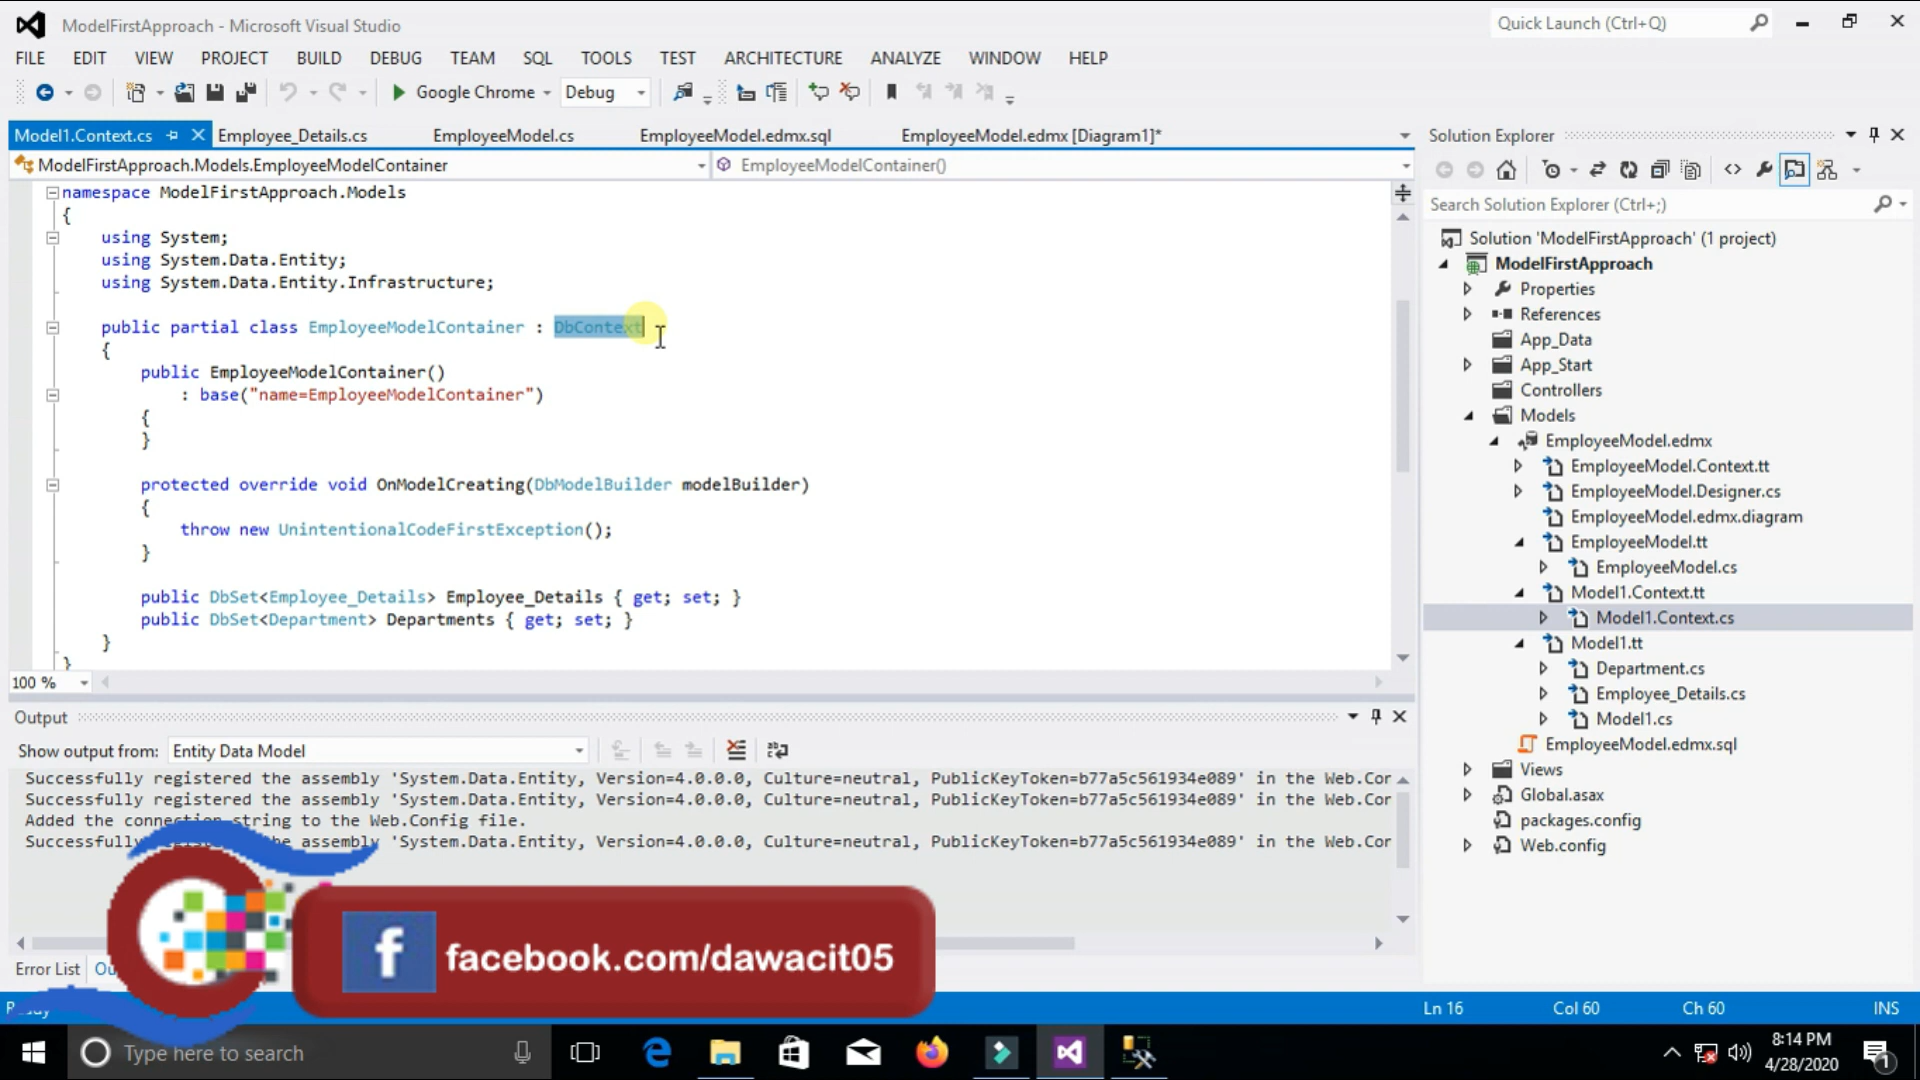 ModelFirstApproach - Microsoft Visual Studio
Quick Launch (Ctrl+Q)
FILE EDIT VIEW PROJECT BUILD DEBUG TEAM SQL TOOLS TEST ARCHITECTURE ANALYZE WINDOW HELP
Google Chrome Debug
Model1.Context.cs Employee_Details.cs EmployeeModel.cs EmployeeModel.edmx.sql EmployeeModel.edmx [Diagram1]*
ModelFirstApproach.Models.EmployeeModelContainer EmployeeModelContainer()
namespace ModelFirstApproach.Models
{
using System;
using System.Data.Entity;
using System.Data.Entity.Infrastructure;
public partial class EmployeeModelContainer : DbContext
{
public EmployeeModelContainer()
: base("name=EmployeeModelContainer")
{
}
protected override void OnModelCreating(DbModelBuilder modelBuilder)
{
throw new UnintentionalCodeFirstException();
}
public DbSet<Employee_Details> Employee_Details { get; set; }
public DbSet<Department> Departments { get; set; }
}
}
100 %
Output
Show output from: Entity Data Model
Successfully registered the assembly 'System.Data.Entity, Version=4.0.0.0, Culture=neutral, PublicKeyToken=b77a5c561934e089' in the Web.Cor
Successfully registered the assembly 'System.Data.Entity, Version=4.0.0.0, Culture=neutral, PublicKeyToken=b77a5c561934e089' in the Web.Cor
Added the connection string to the Web.Config file.
Successfully the assembly 'System.Data.Entity, Version=4.0.0.0, Culture=neutral, PublicKeyToken=b77a5c561934e089' in the Web.Cor
Error List
Solution Explorer
Search Solution Explorer (Ctrl+;)
Solution 'ModelFirstApproach' (1 project)
ModelFirstApproach
Properties
References
App_Data
App_Start
Controllers
Models
EmployeeModel.edmx
EmployeeModel.Context.tt
EmployeeModel.Designer.cs
EmployeeModel.edmx.diagram
EmployeeModel.tt
EmployeeModel.cs
Model1.Context.tt
Model1.Context.cs
Model1.tt
Department.cs
Employee_Details.cs
Model1.cs
EmployeeModel.edmx.sql
Views
Global.asax
packages.config
Web.config
f facebook.com/dawacit05
Ln 16 Col 60 Ch 60 INS
Type here to search
8:14 PM
4/28/2020
1